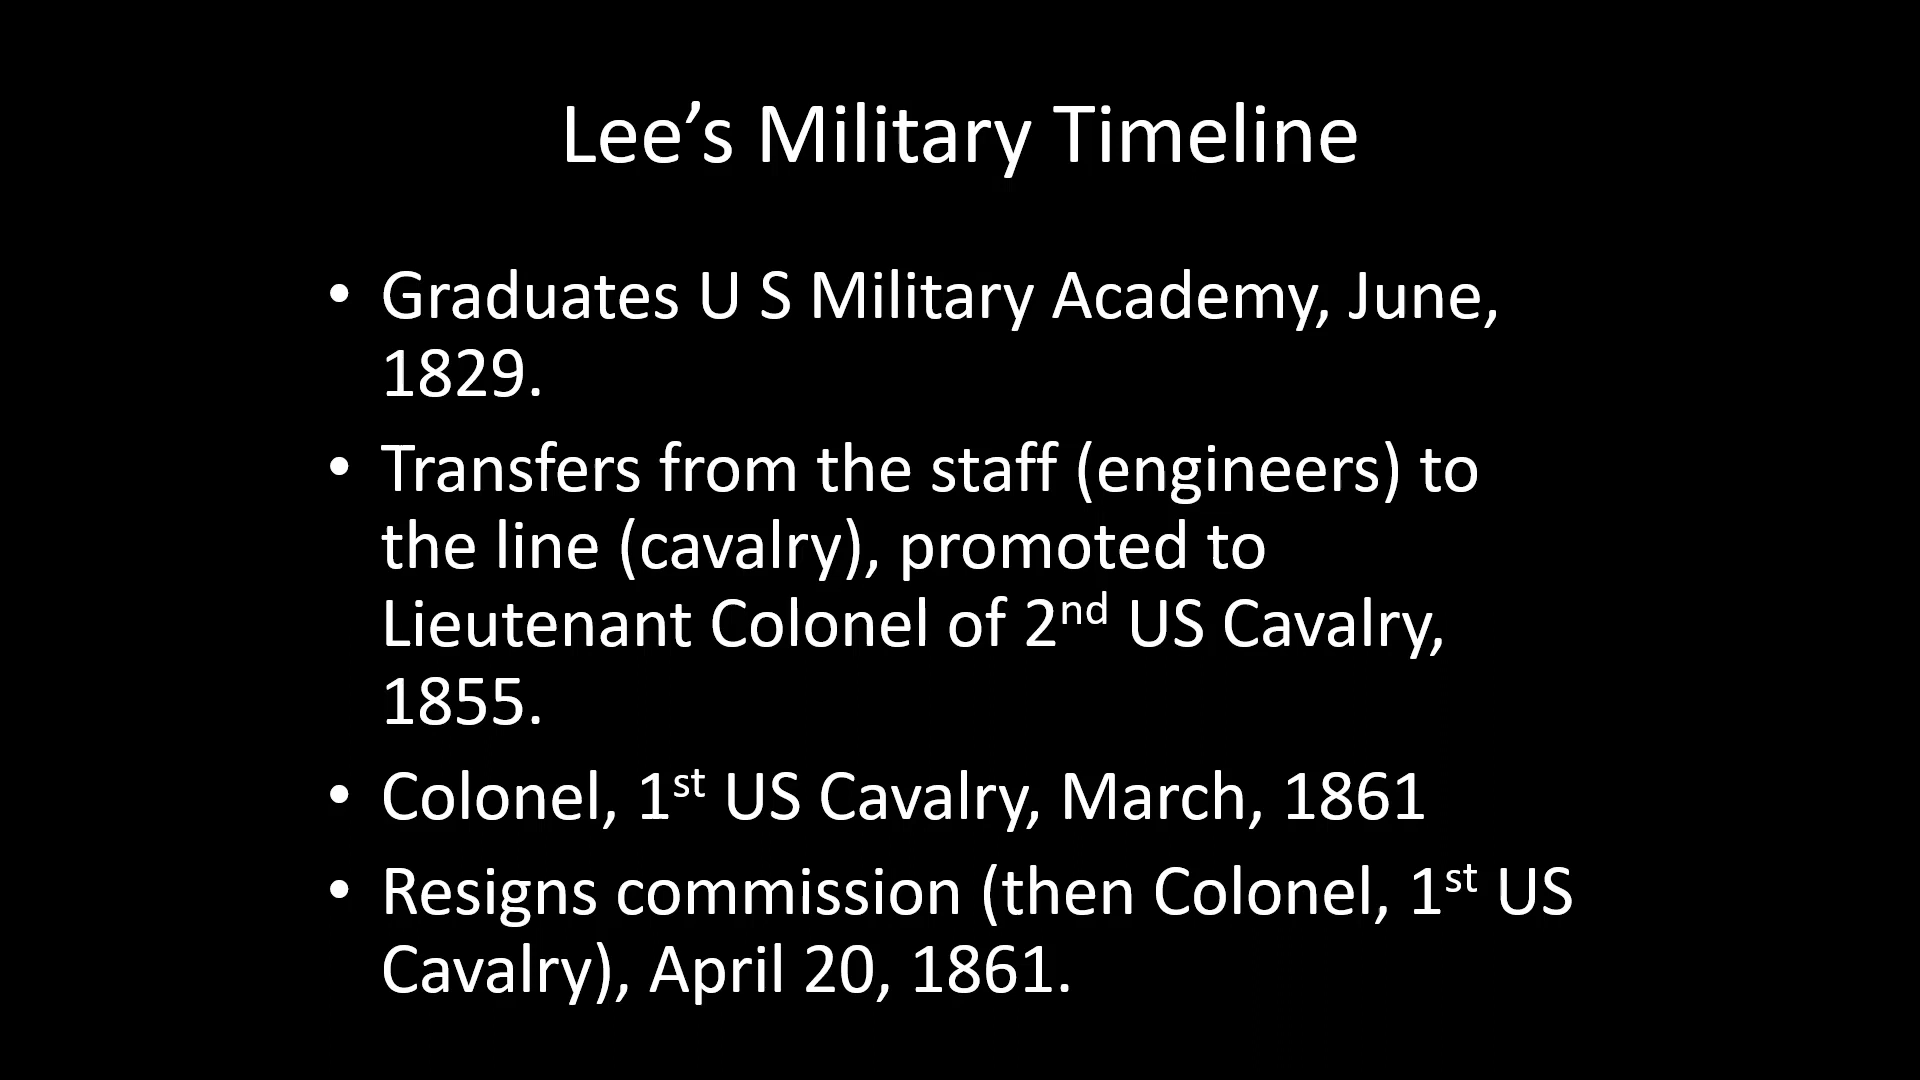 Lee’s Military Timeline
• Graduates U S Military Academy, June,
1829.
• Transfers from the staff (engineers) to
the line (cavalry), promoted to
Lieutenant Colonel of 2nd US Cavalry,
1855.
• Colonel, 1st US Cavalry, March, 1861
• Resigns commission (then Colonel, 1st US
Cavalry), April 20, 1861.